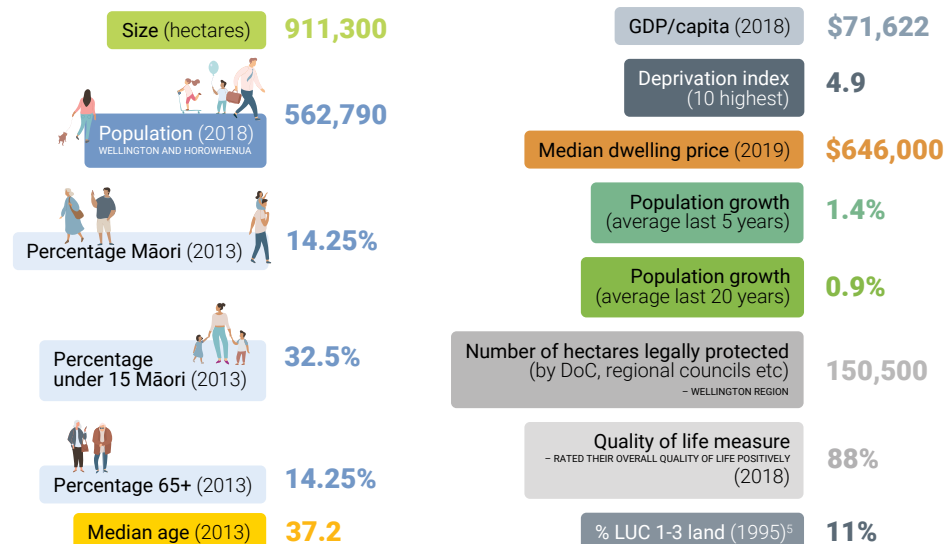 Size (hectares)
911,300
Population (2018)
WELLINGTON AND HOROWHENUA
562,790
Percentage Māori (2013)
14.25%
Percentage
under 15 Māori (2013)
32.5%
Percentage 65+ (2013)
14.25%
Median age (2013)
37.2
GDP/capita (2018)
$71,622
Deprivation index
(10 highest)
4.9
Median dwelling price (2019)
$646,000
Population growth
(average last 5 years)
1.4%
Population growth
(average last 20 years)
0.9%
Number of hectares legally protected
(by DoC, regional councils etc)
– WELLINGTON REGION
150,500
Quality of life measure
– RATED THEIR OVERALL QUALITY OF LIFE POSITIVELY
(2018)
88%
% LUC 1-3 land (1995)⁵
11%